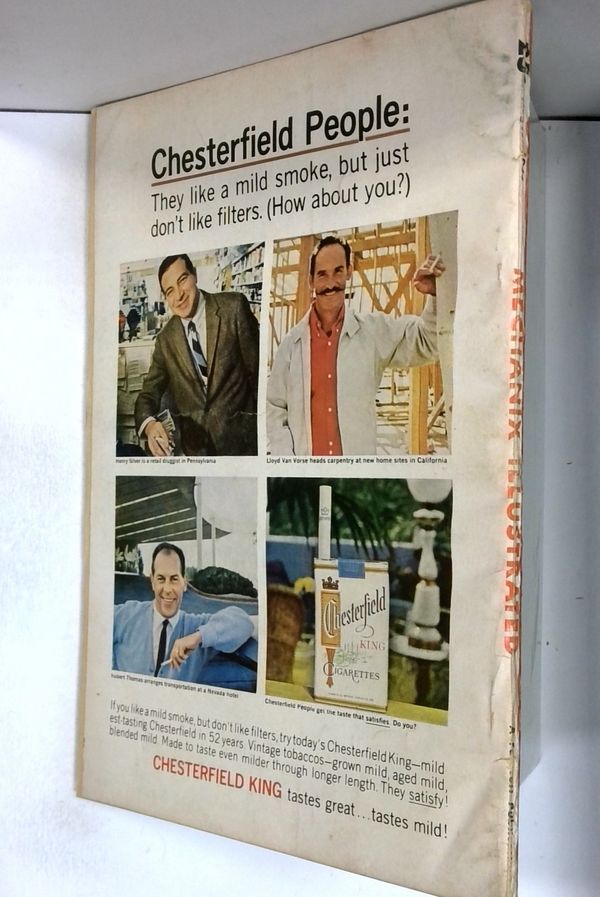 Chesterfield People:
They like a mild smoke, but just
don't like filters. (How about you?)
Henry Silver is a retail druggist in Pennsylvania
Lloyd Van Vorse heads carpentry at new home sites in California
Hubert Thomas arranges transportation at a Nevada hotel
Chesterfield
KING
CIGARETTES
Chesterfield People get the taste that satisfies. Do you?
If you like a mild smoke, but don't like filters, try today's Chesterfield King—mild
est-tasting Chesterfield in 52 years. Vintage tobaccos—grown mild, aged mild,
blended mild. Made to taste even milder through longer length. They satisfy!
CHESTERFIELD KING tastes great...tastes mild!
MECHANIX ILLUSTRATED